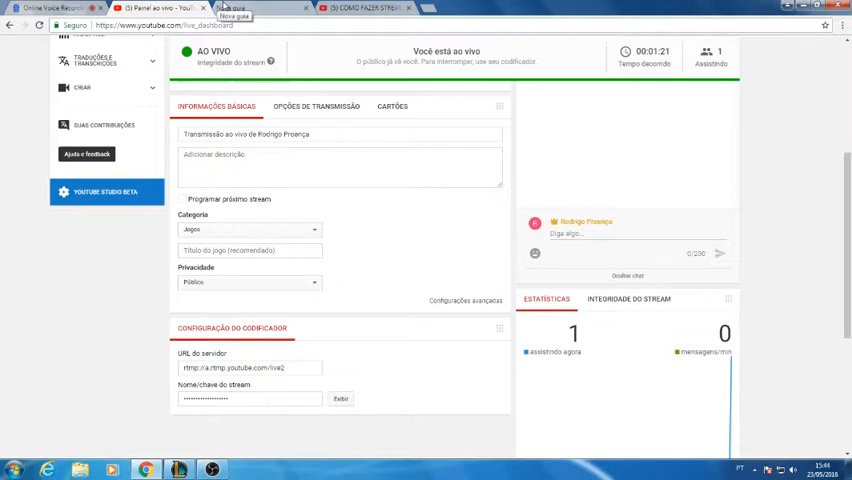 Online Voice Record
(5) Painel ao vivo - YouTu
Nova guia
(5) COMO FAZER STREAM
Nova guia
Seguro
https://www.youtube.com/live_dashboard
TRADUÇÕES E
TRANSCRIÇÕES
CRIAR
SUAS CONTRIBUIÇÕES
Ajuda e feedback
YOUTUBE STUDIO BETA
AO VIVO
Integridade do stream
Você está ao vivo
O público já vê você. Para interromper, use seu codificador.
00:01:21
Tempo decorrido
1
Assistindo
INFORMAÇÕES BÁSICAS
OPÇÕES DE TRANSMISSÃO
CARTÕES
Transmissão ao vivo de Rodrigo Proença
Adicionar descrição
Programar próximo stream
Categoria
Jogos
Título do jogo (recomendado)
Privacidade
Público
Configurações avançadas
CONFIGURAÇÃO DO CODIFICADOR
URL do servidor
rtmp://a.rtmp.youtube.com/live2
Nome/chave do stream
Exibir
R
Rodrigo Proença
Diga algo...
0/200
Ocultar chat
ESTATÍSTICAS
INTEGRIDADE DO STREAM
1
assistindo agora
0
mensagens/min
PT
15:44
23/05/2018